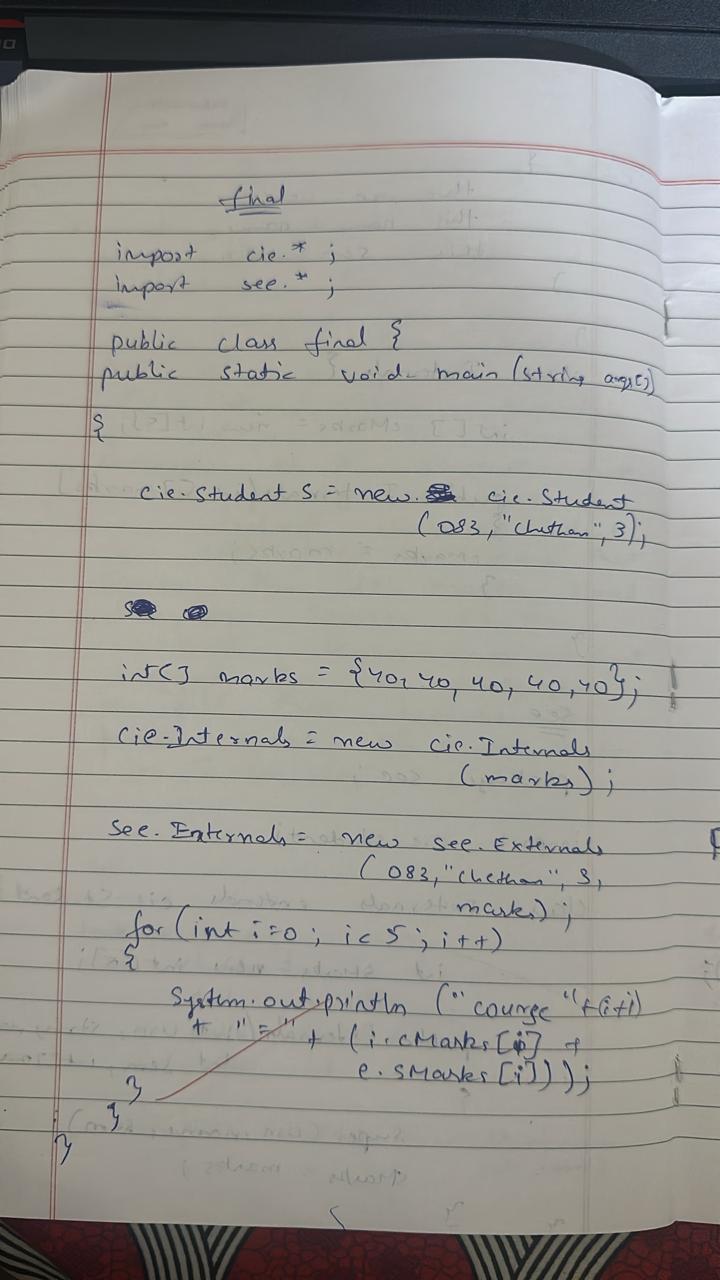 final
import cie.* ;
import see.* ;
public class final {
public static void main (string args[])
{
cie.Student s = new. cie.Student
(083, "Chethan", 3);
int[] marks = {40, 40, 40, 40, 40};
cie.Internals = new cie.Internals
(marks);
see.Externals = new see.Externals
(083, "Chethan", 3,
marks);
for (int i=0 ; i< 5 ; i++)
{
System.out.println ("course "+(i+i)
+ " = " + (i.cMarks[i] +
e.sMarks[i]));
}
}
}